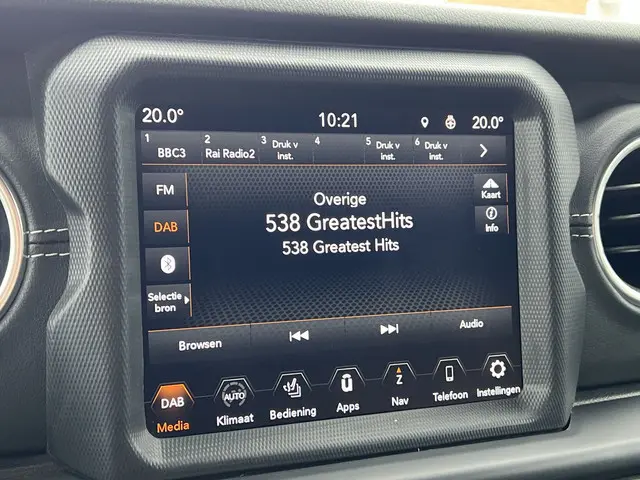 20.0° 10:21 20.0°
1 2 3 4 5 6
BBC3 Rai Radio2 Druk v inst. Druk v inst. Druk v inst.
FM
DAB
Selectie bron
Overige
538 GreatestHits
538 Greatest Hits
Kaart
Info
Browsen Audio
DAB AUTO Z
Media Klimaat Bediening Apps Nav Telefoon Instellingen